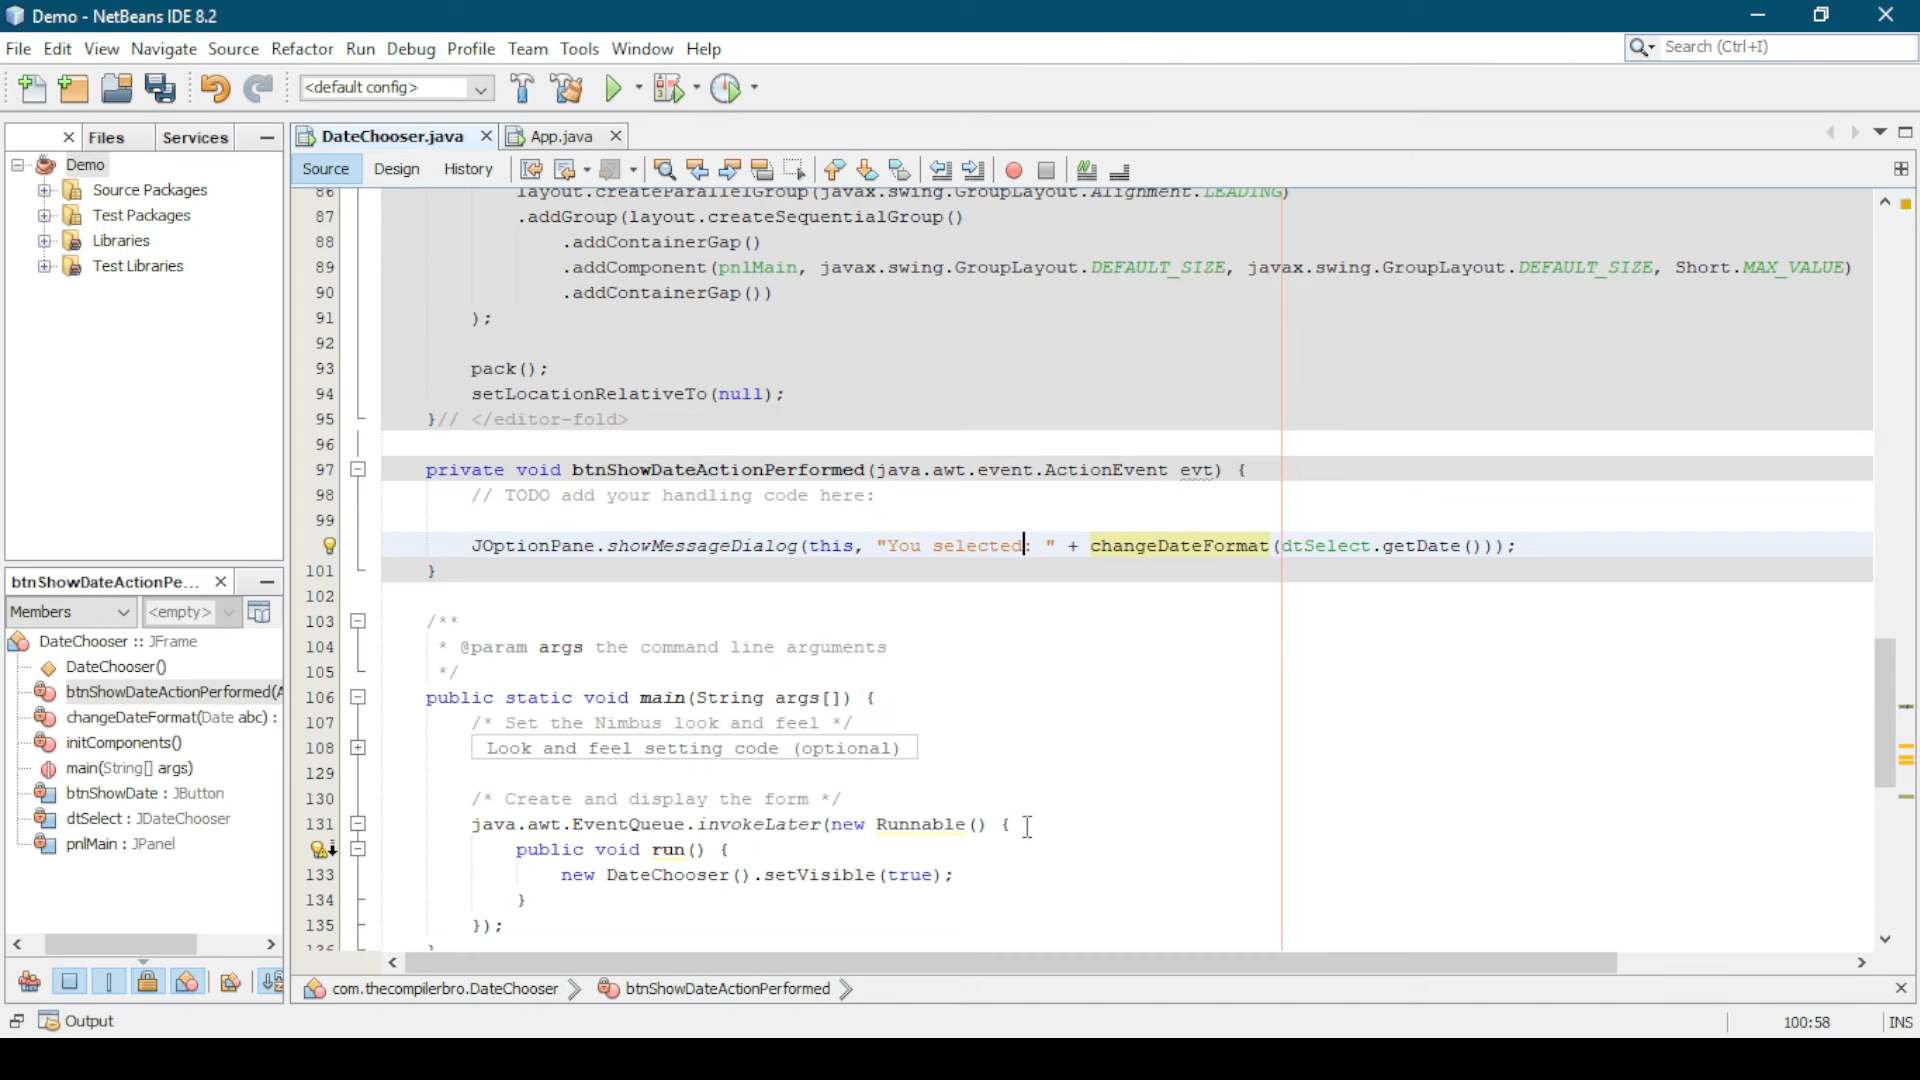 Demo - NetBeans IDE 8.2
File Edit View Navigate Source Refactor Run Debug Profile Team Tools Window Help
Search (Ctrl+I)
<default config>
Files Services
DateChooser.java App.java
Source Design History
Demo
Source Packages
Test Packages
Libraries
Test Libraries
86 layout.createParallelGroup(javax.swing.GroupLayout.Alignment.LEADING)
87 .addGroup(layout.createSequentialGroup()
88 .addContainerGap()
89 .addComponent(pnlMain, javax.swing.GroupLayout.DEFAULT_SIZE, javax.swing.GroupLayout.DEFAULT_SIZE, Short.MAX_VALUE)
90 .addContainerGap())
91 );
92
93 pack();
94 setLocationRelativeTo(null);
95 }// </editor-fold>
96
97 private void btnShowDateActionPerformed(java.awt.event.ActionEvent evt) {
98 // TODO add your handling code here:
99
JOptionPane.showMessageDialog(this, "You selected: " + changeDateFormat(dtSelect.getDate()));
101 }
102
103 /**
104 * @param args the command line arguments
105 */
106 public static void main(String args[]) {
107 /* Set the Nimbus look and feel */
108 Look and feel setting code (optional)
129
130 /* Create and display the form */
131 java.awt.EventQueue.invokeLater(new Runnable() {
public void run() {
133 new DateChooser().setVisible(true);
134 }
135 });
136 }
btnShowDateActionPe...
Members <empty>
DateChooser :: JFrame
DateChooser()
btnShowDateActionPerformed(A
changeDateFormat(Date abc) :
initComponents()
main(String[] args)
btnShowDate : JButton
dtSelect : JDateChooser
pnlMain : JPanel
com.thecompilerbro.DateChooser btnShowDateActionPerformed
Output
100:58 INS